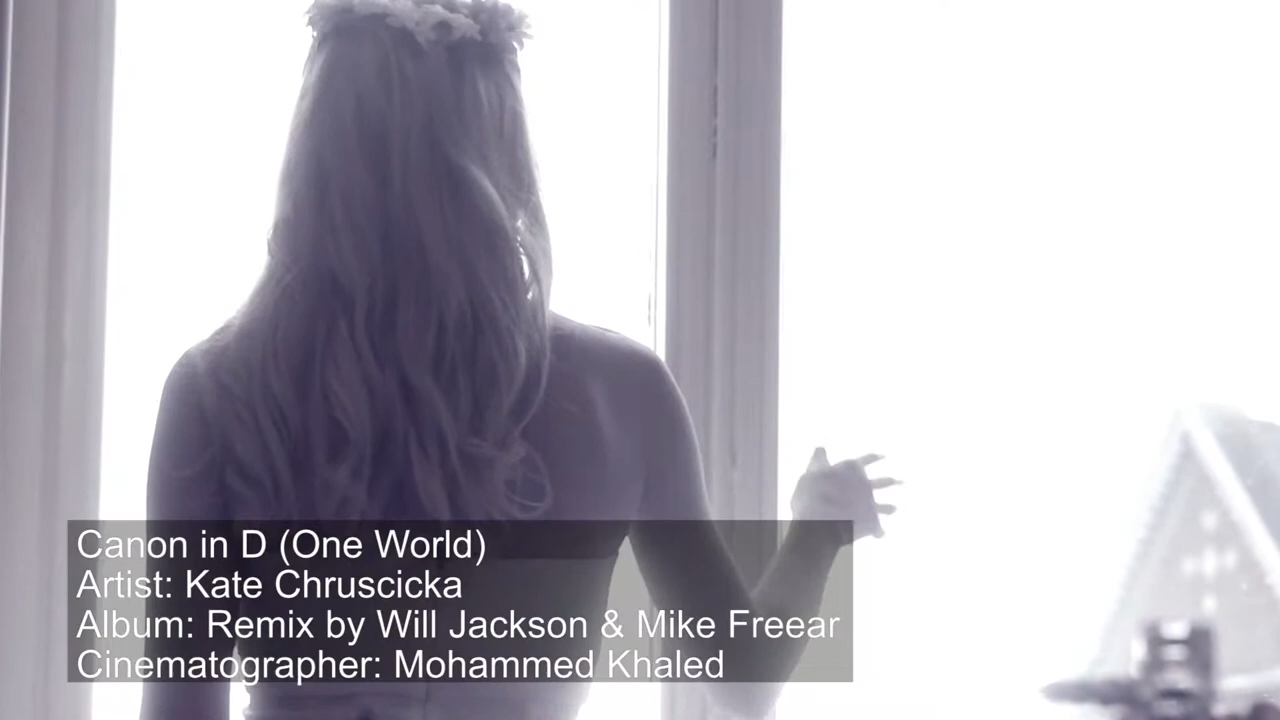 Canon in D (One World)
Artist: Kate Chruscicka
Album: Remix by Will Jackson & Mike Freear
Cinematographer: Mohammed Khaled